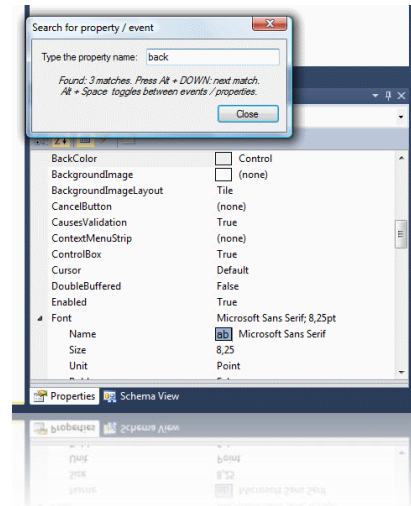 Search for property / event
Type the property name: back
Found: 3 matches. Press Alt + DOWN: next match.
Alt + Space toggles between events / properties.
Close
BackColor Control
BackgroundImage (none)
BackgroundImageLayout Tile
CancelButton (none)
CausesValidation True
ContextMenuStrip (none)
ControlBox True
Cursor Default
DoubleBuffered False
Enabled True
Font Microsoft Sans Serif; 8,25pt
Name ab Microsoft Sans Serif
Size 8,25
Unit Point
Properties Schema View